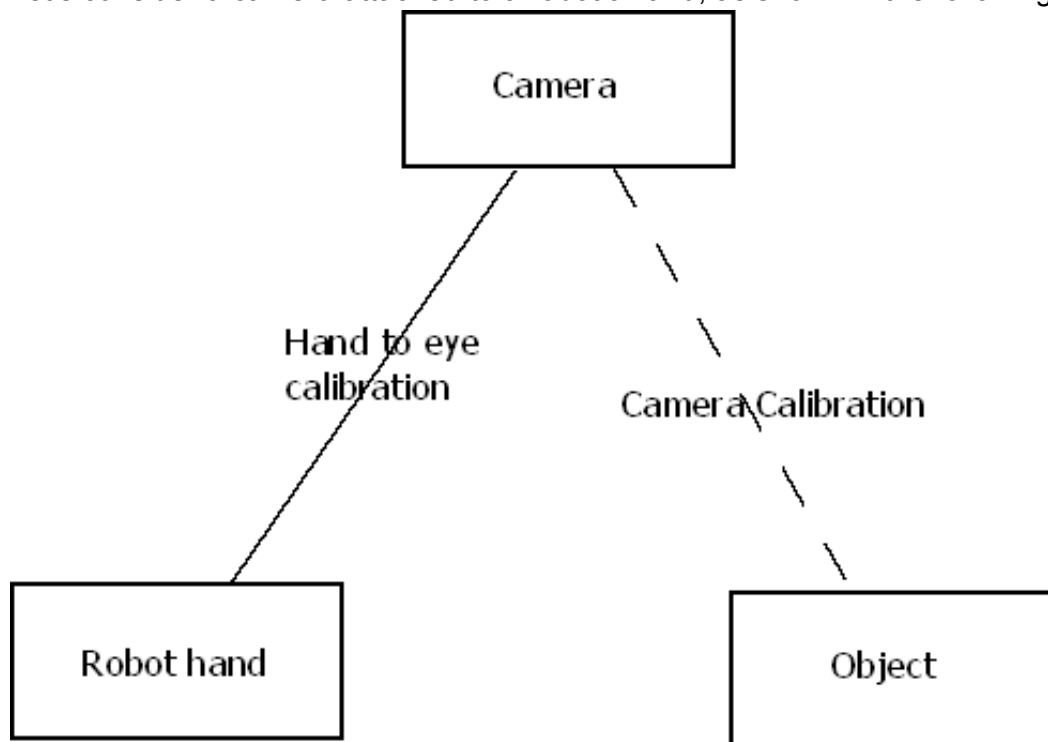 Camera
Hand to eye
calibration
Camera Calibration
Robot hand
Object